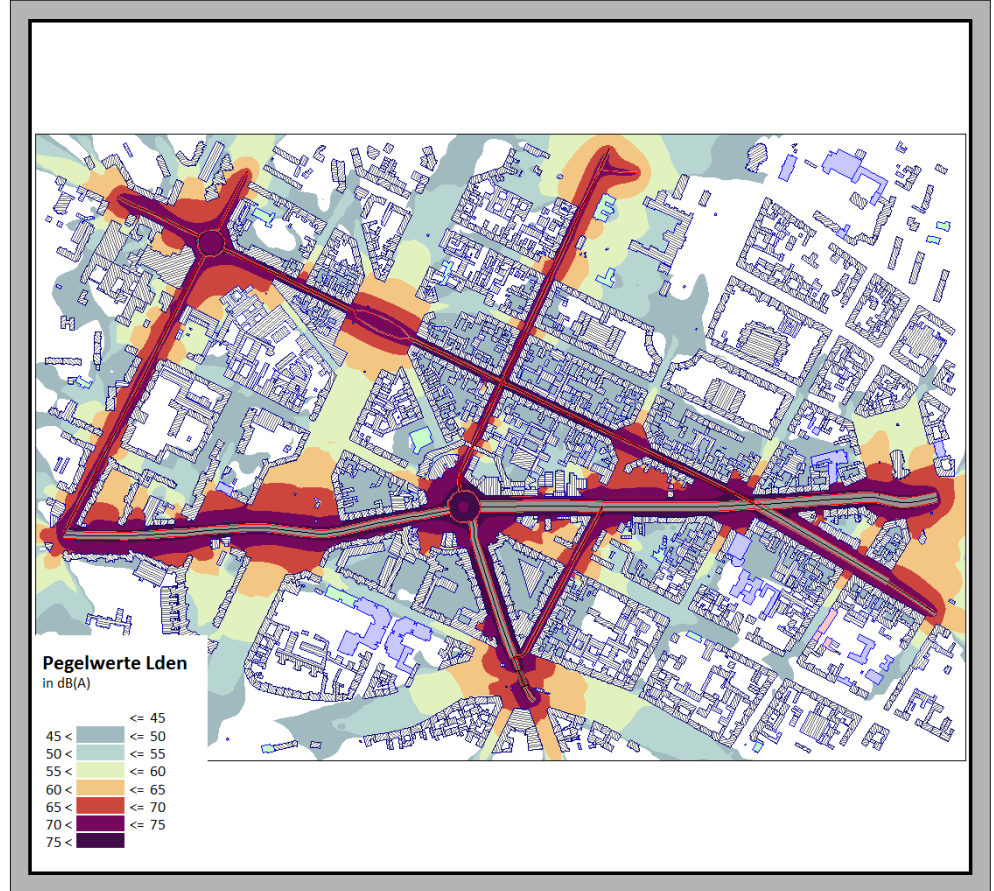 Pegelwerte Lden
in dB(A)
<= 45
45 < <= 50
50 < <= 55
55 < <= 60
60 < <= 65
65 < <= 70
70 < <= 75
75 <